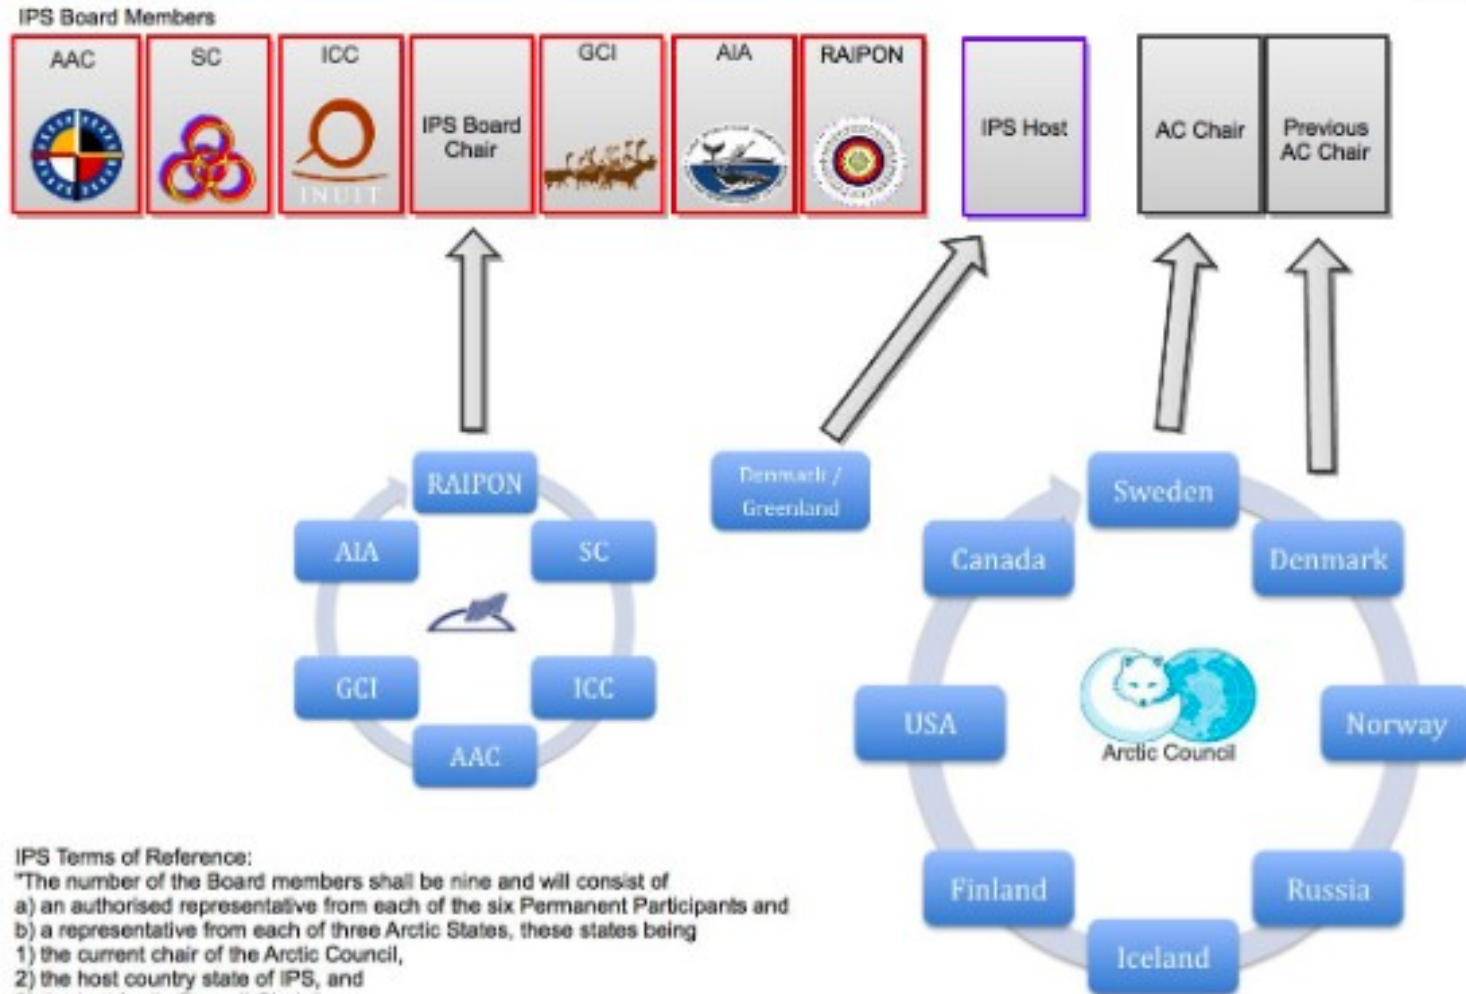 IPS Board Members
AAC
SC
ICC
INUIT
IPS Board
Chair
GCI
AIA
RAIPON
IPS Host
AC Chair
Previous
AC Chair
RAIPON
SC
ICC
AAC
GCI
AIA
Denmark /
Greenland
Sweden
Denmark
Norway
Russia
Iceland
Finland
USA
Canada
Arctic Council
IPS Terms of Reference:
"The number of the Board members shall be nine and will consist of
a) an authorised representative from each of the six Permanent Participants and
b) a representative from each of three Arctic States, these states being
1) the current chair of the Arctic Council,
2) the host country state of IPS, and